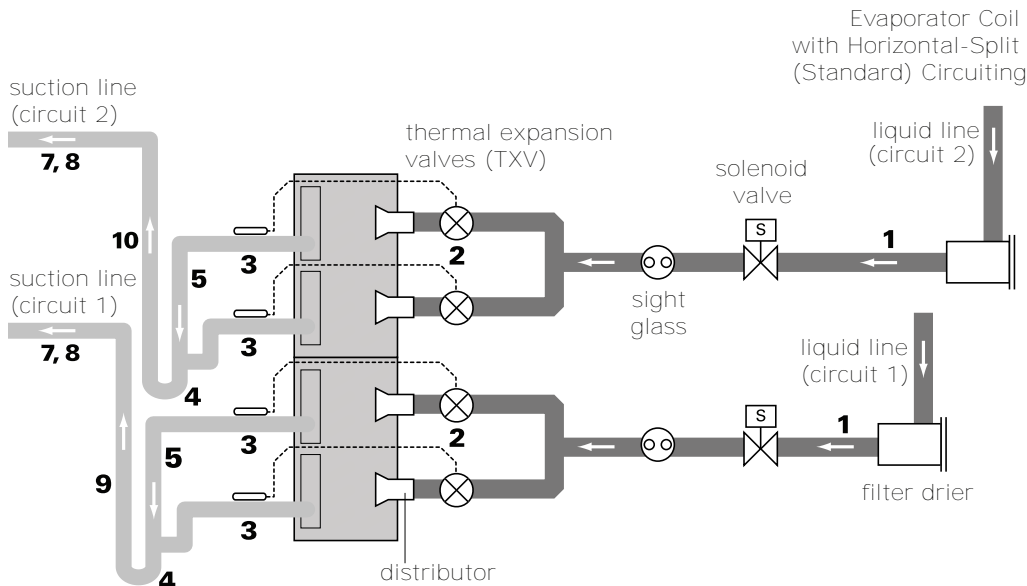 Evaporator Coil
with Horizontal-Split
(Standard) Circuiting
suction line
(circuit 2)
7, 8
thermal expansion
valves (TXV)
liquid line
(circuit 2)
solenoid
valve
S
1
10
5
3
2
suction line
(circuit 1)
7, 8
sight
glass
3
4
liquid line
(circuit 1)
S
1
2
3
5
9
filter drier
3
4
distributor